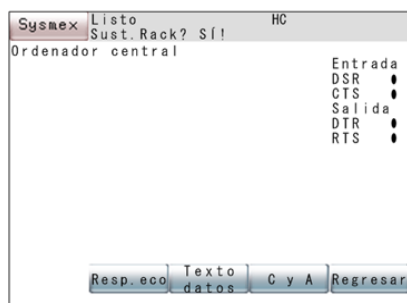 Sysmex
Listo HC
Sust.Rack? SÍ!
Ordenador central
Entrada
DSR
CTS
Salida
DTR
RTS
Resp.eco
Texto
datos
C y A
Regresar